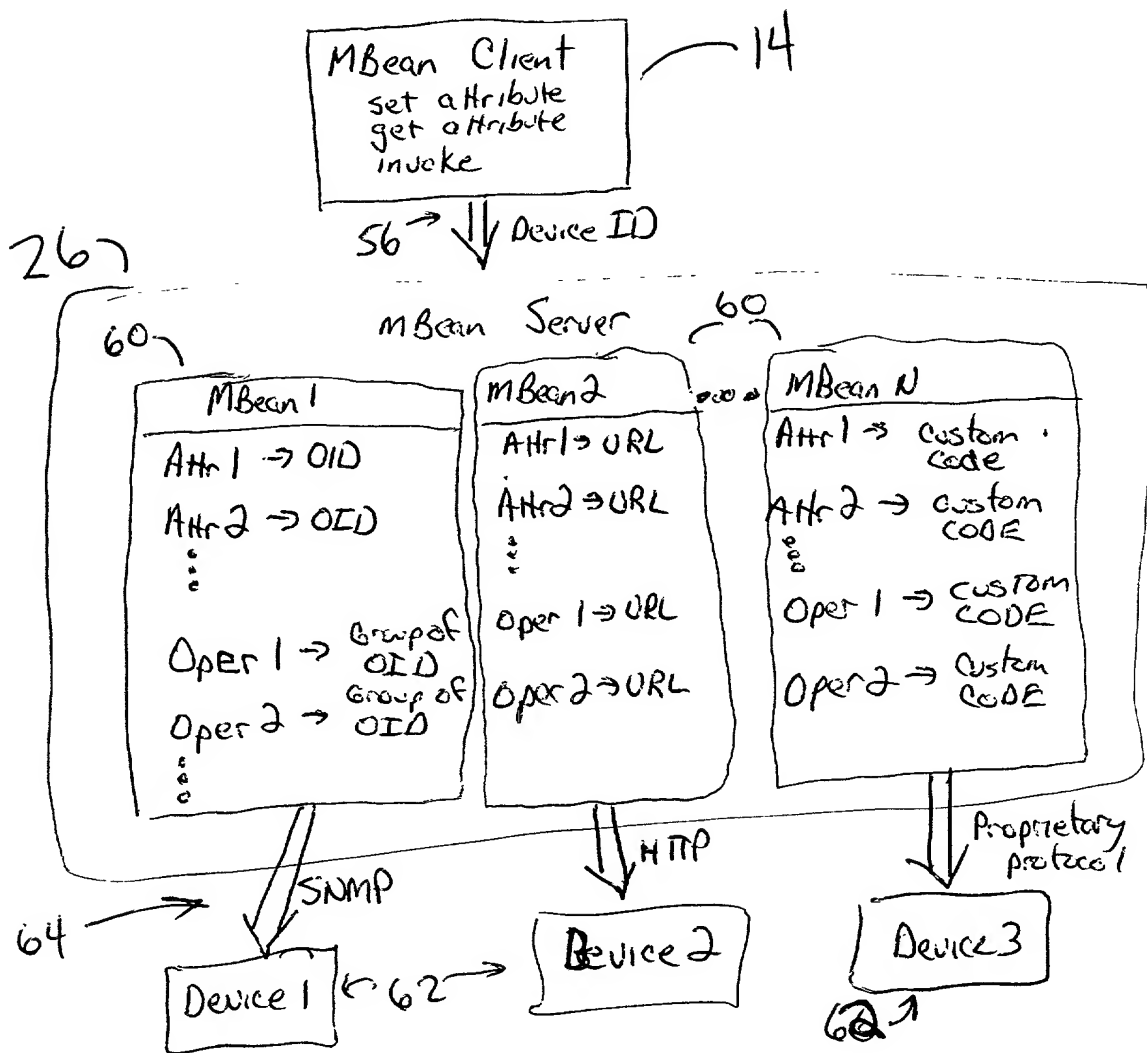 MBean Client
set attribute
get attribute
invoke
14
56
Device ID
26
MBean Server
60
60
MBean 1
Attr 1 → OID
Attr 2 → OID
Oper 1 → Group of OID
Oper 2 → Group of OID
MBean 2
Attr 1 → URL
Attr 2 → URL
Oper 1 → URL
Oper 2 → URL
MBean N
Attr 1 → custom code
Attr 2 → custom CODE
Oper 1 → custom CODE
Oper 2 → custom CODE
SNMP
HTTP
Proprietary protocol
64
Device 1
62
Device 2
Device 3
62